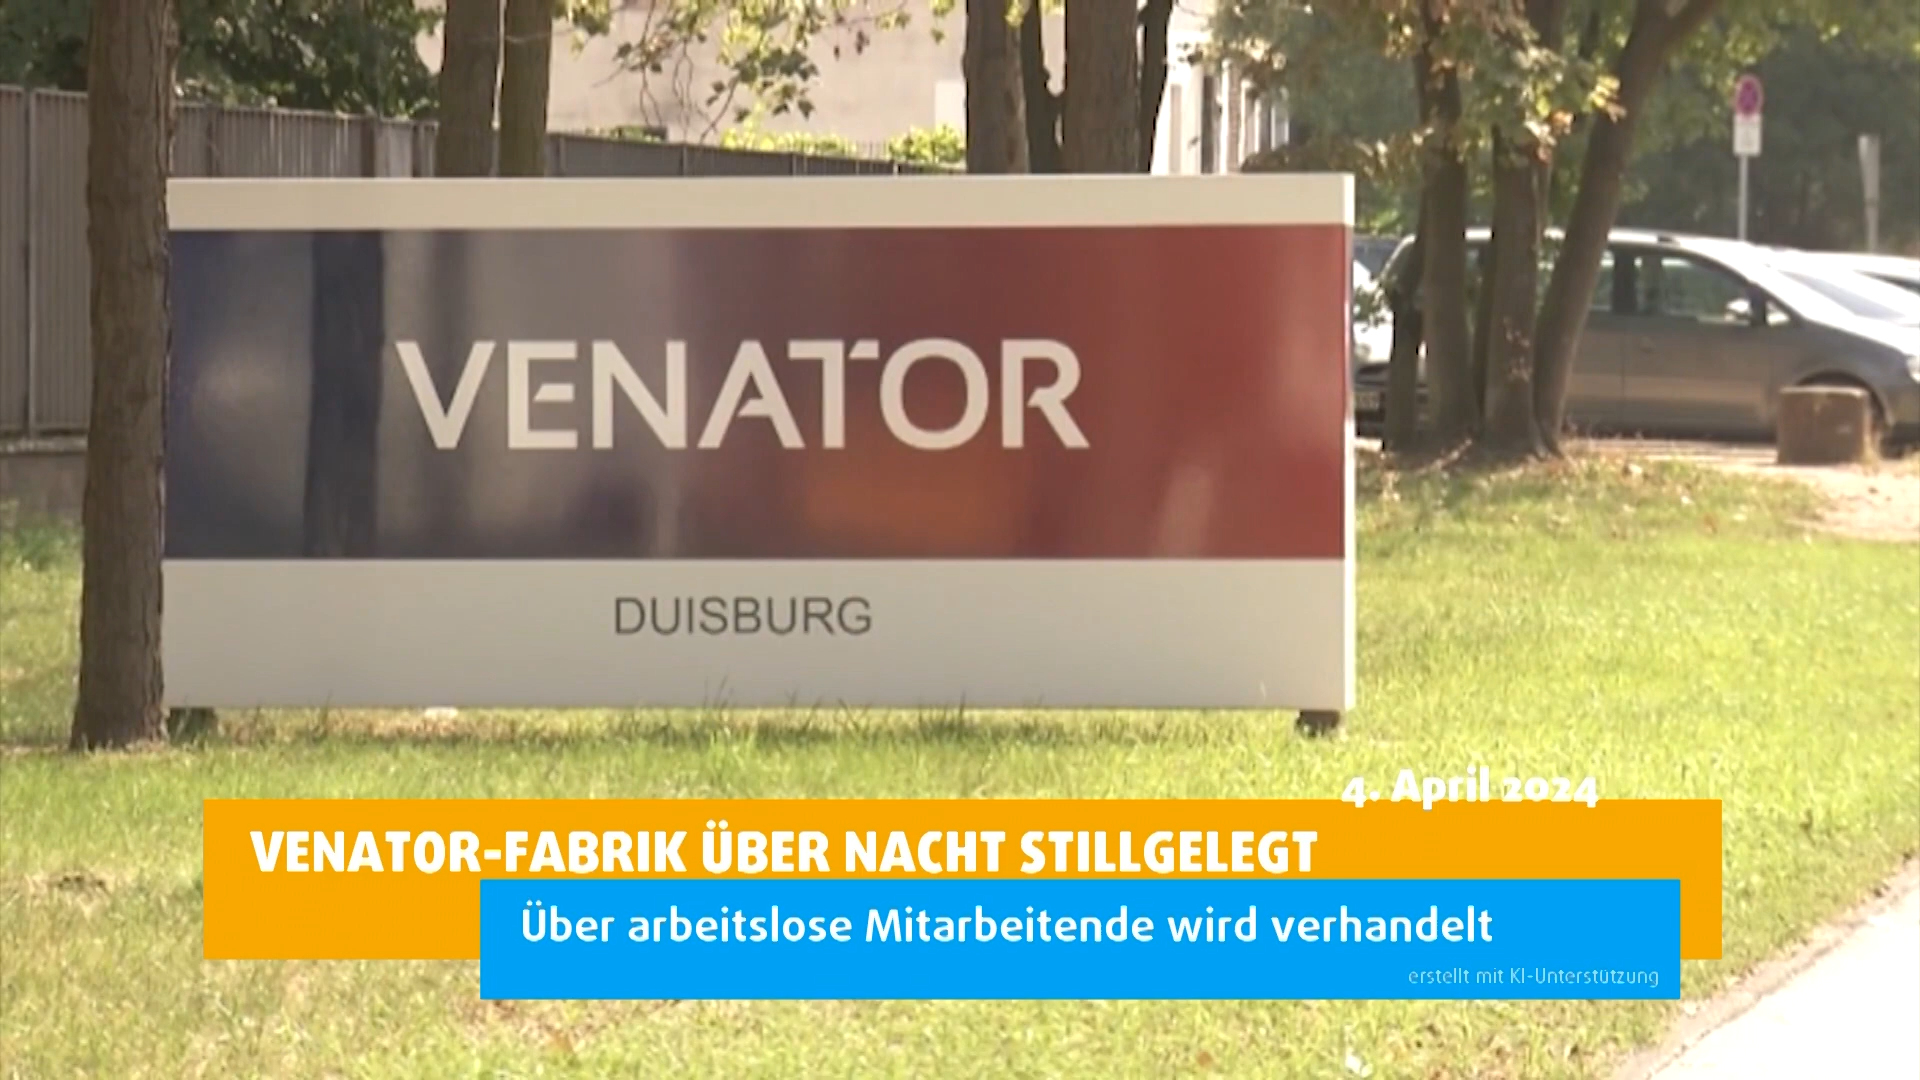 VENATOR
DUISBURG
4. April 2024
VENATOR-FABRIK ÜBER NACHT STILLGELEGT
Über arbeitslose Mitarbeitende wird verhandelt
erstellt mit KI-Unterstützung